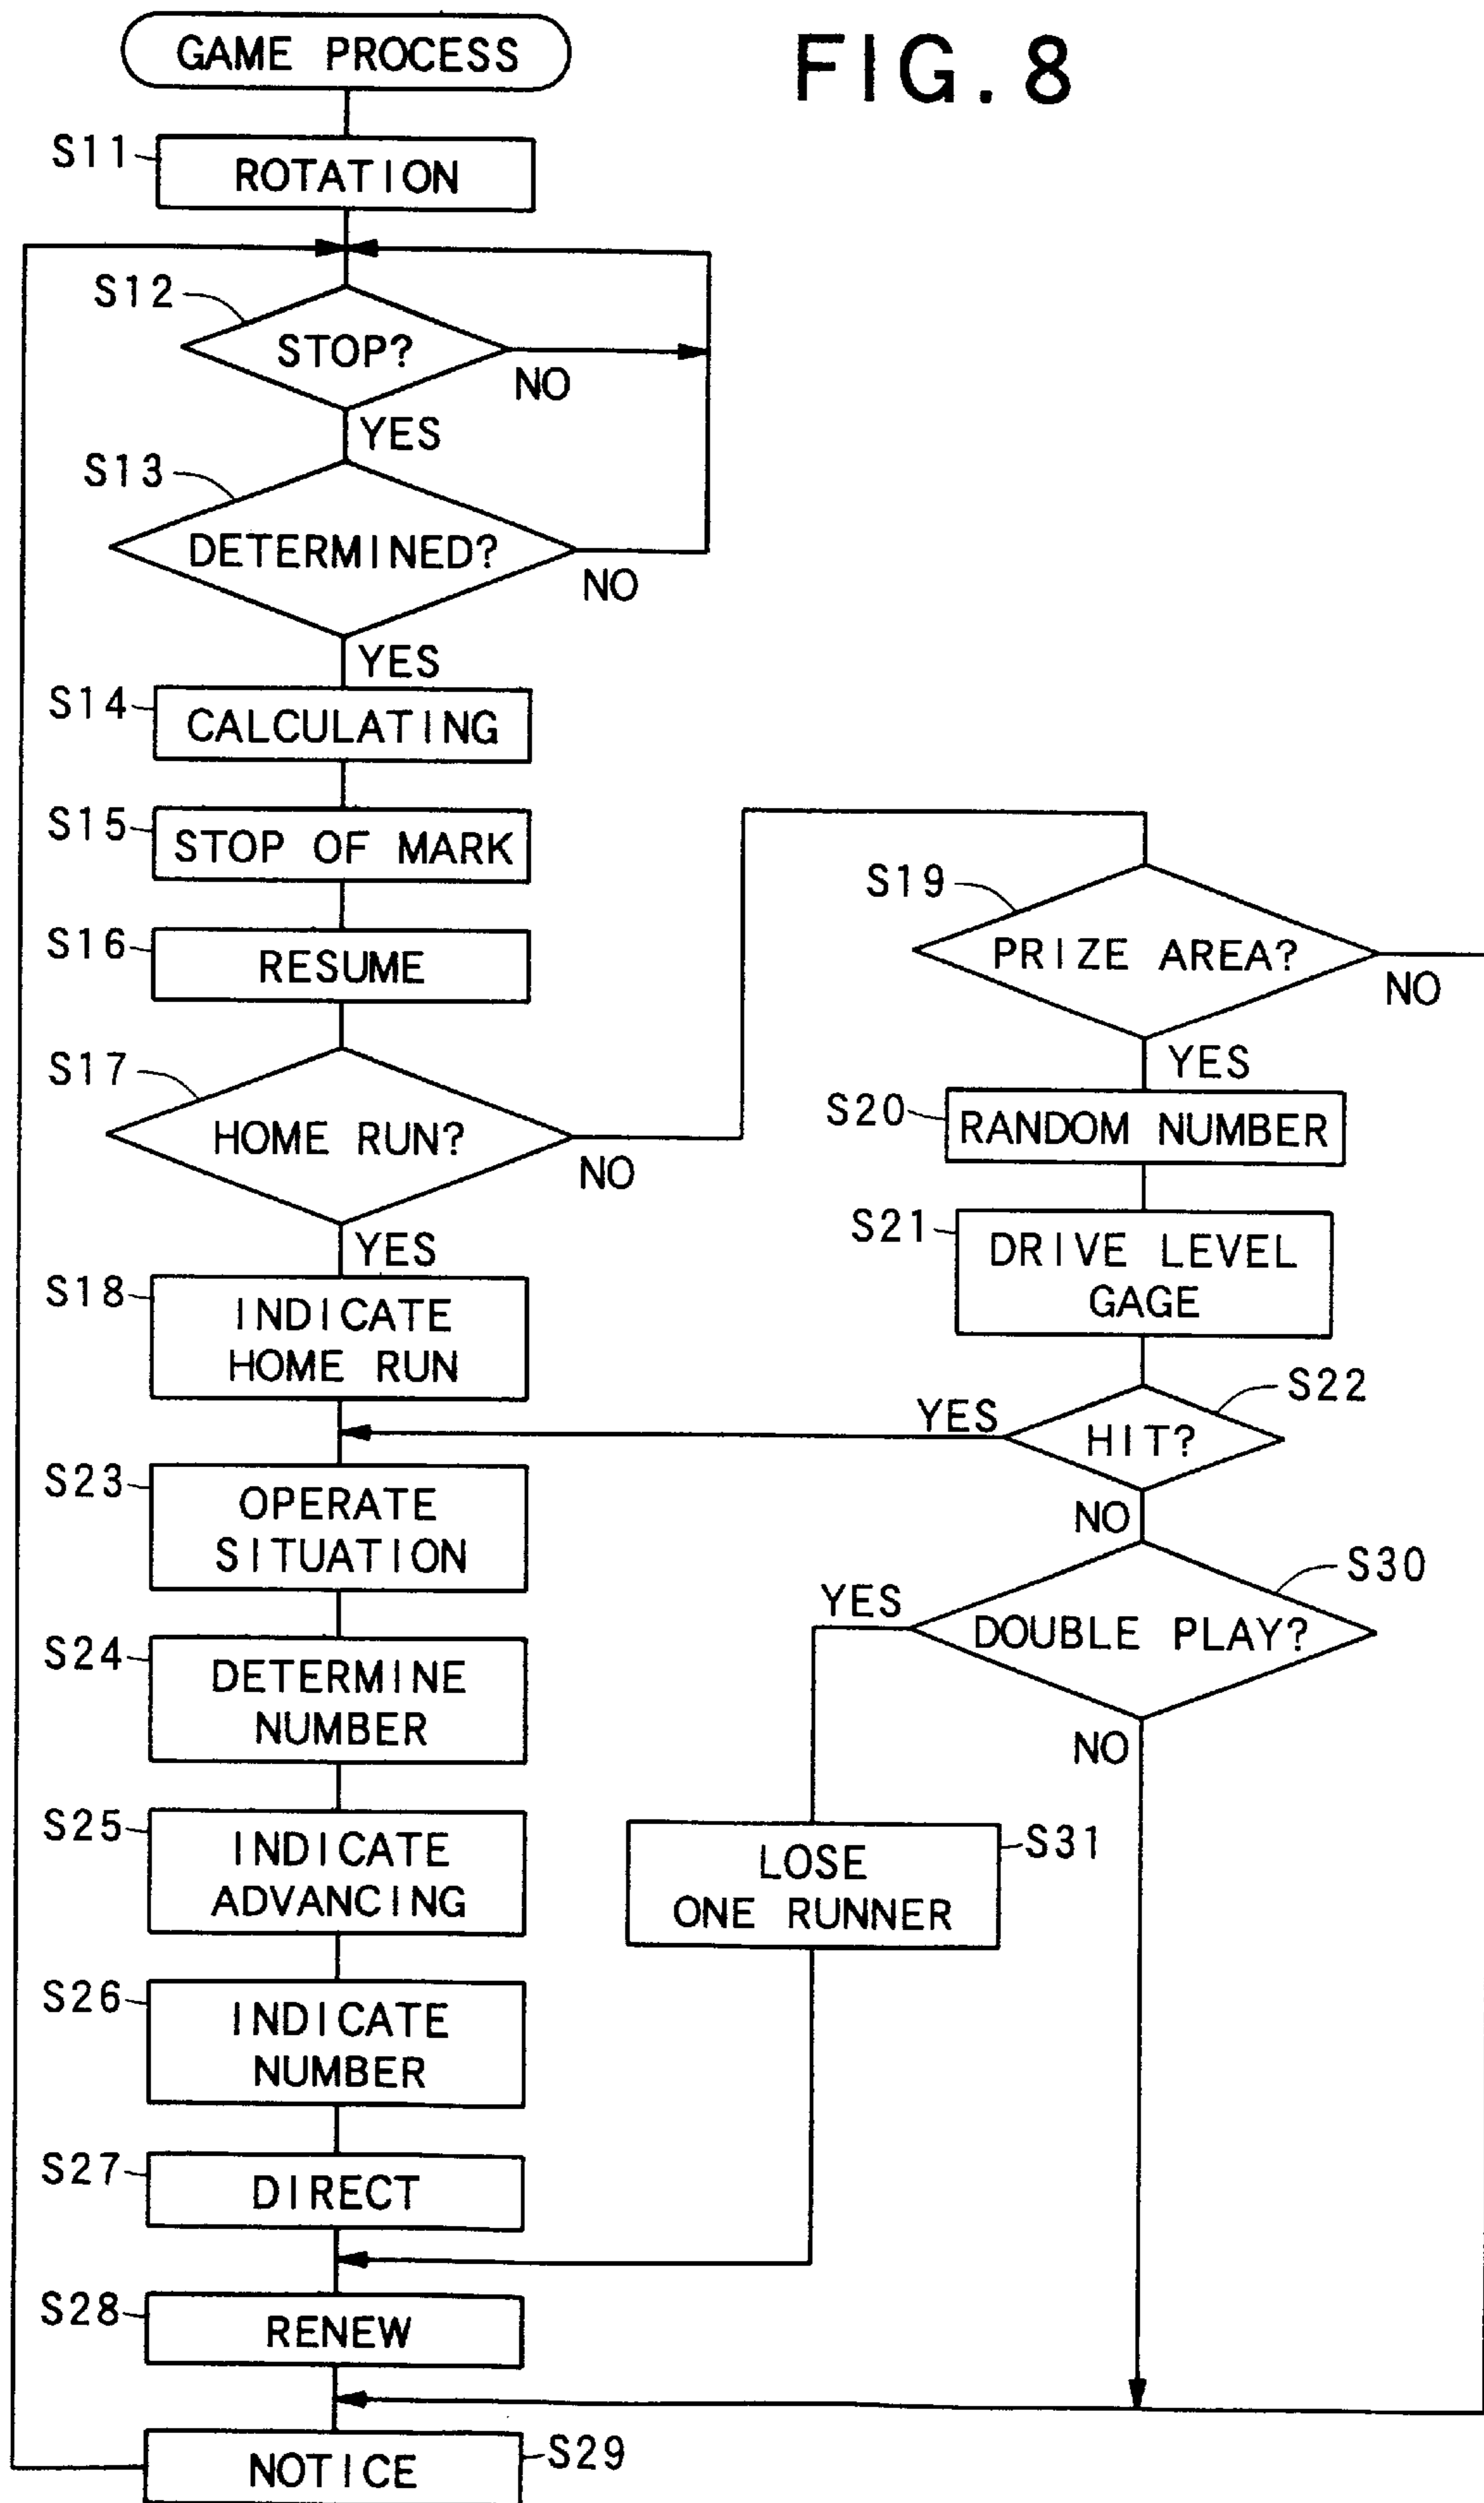 GAME PROCESS
FIG. 8
S11
ROTATION
S12
STOP?
NO
YES
S13
DETERMINED?
NO
YES
S14
CALCULATING
S15
STOP OF MARK
S16
RESUME
S17
HOME RUN?
NO
YES
S18
INDICATE
HOME RUN
S19
PRIZE AREA?
NO
YES
S20
RANDOM NUMBER
S21
DRIVE LEVEL
GAGE
S22
HIT?
YES
NO
S23
OPERATE
SITUATION
S30
DOUBLE PLAY?
YES
NO
S24
DETERMINE
NUMBER
S25
INDICATE
ADVANCING
S31
LOSE
ONE RUNNER
S26
INDICATE
NUMBER
S27
DIRECT
S28
RENEW
S29
NOTICE